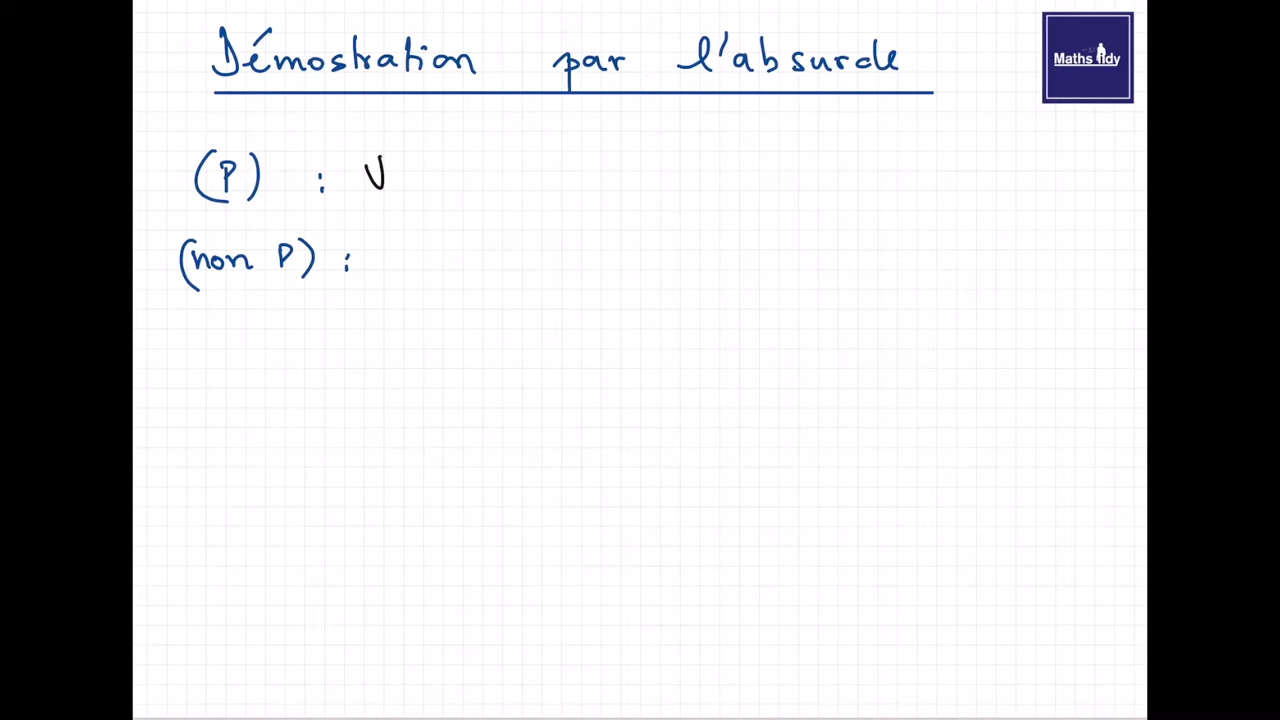 Démostration par l'absurde
Maths Tidy
(P) : V
(non P) :